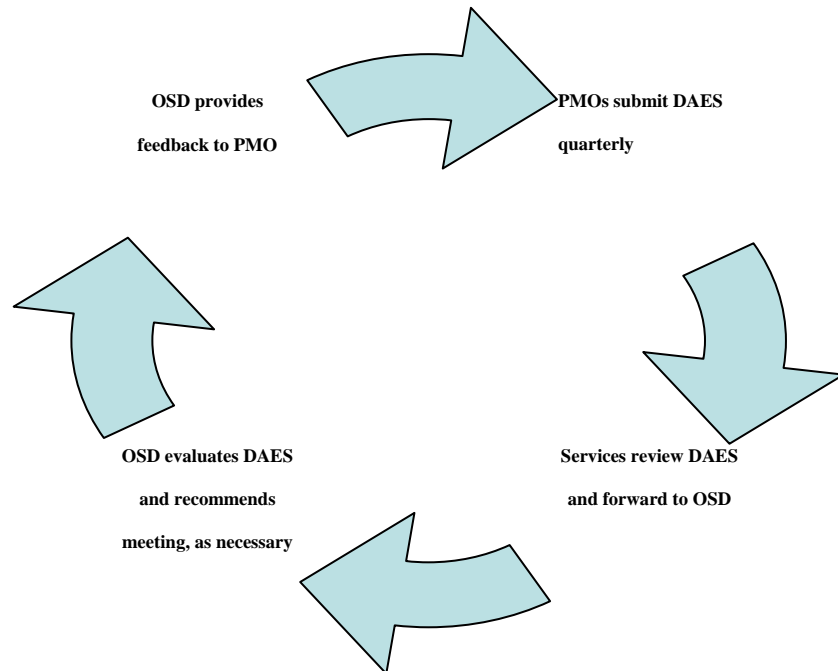 OSD provides
feedback to PMO
PMOs submit DAES
quarterly
Services review DAES
and forward to OSD
OSD evaluates DAES
and recommends
meeting, as necessary